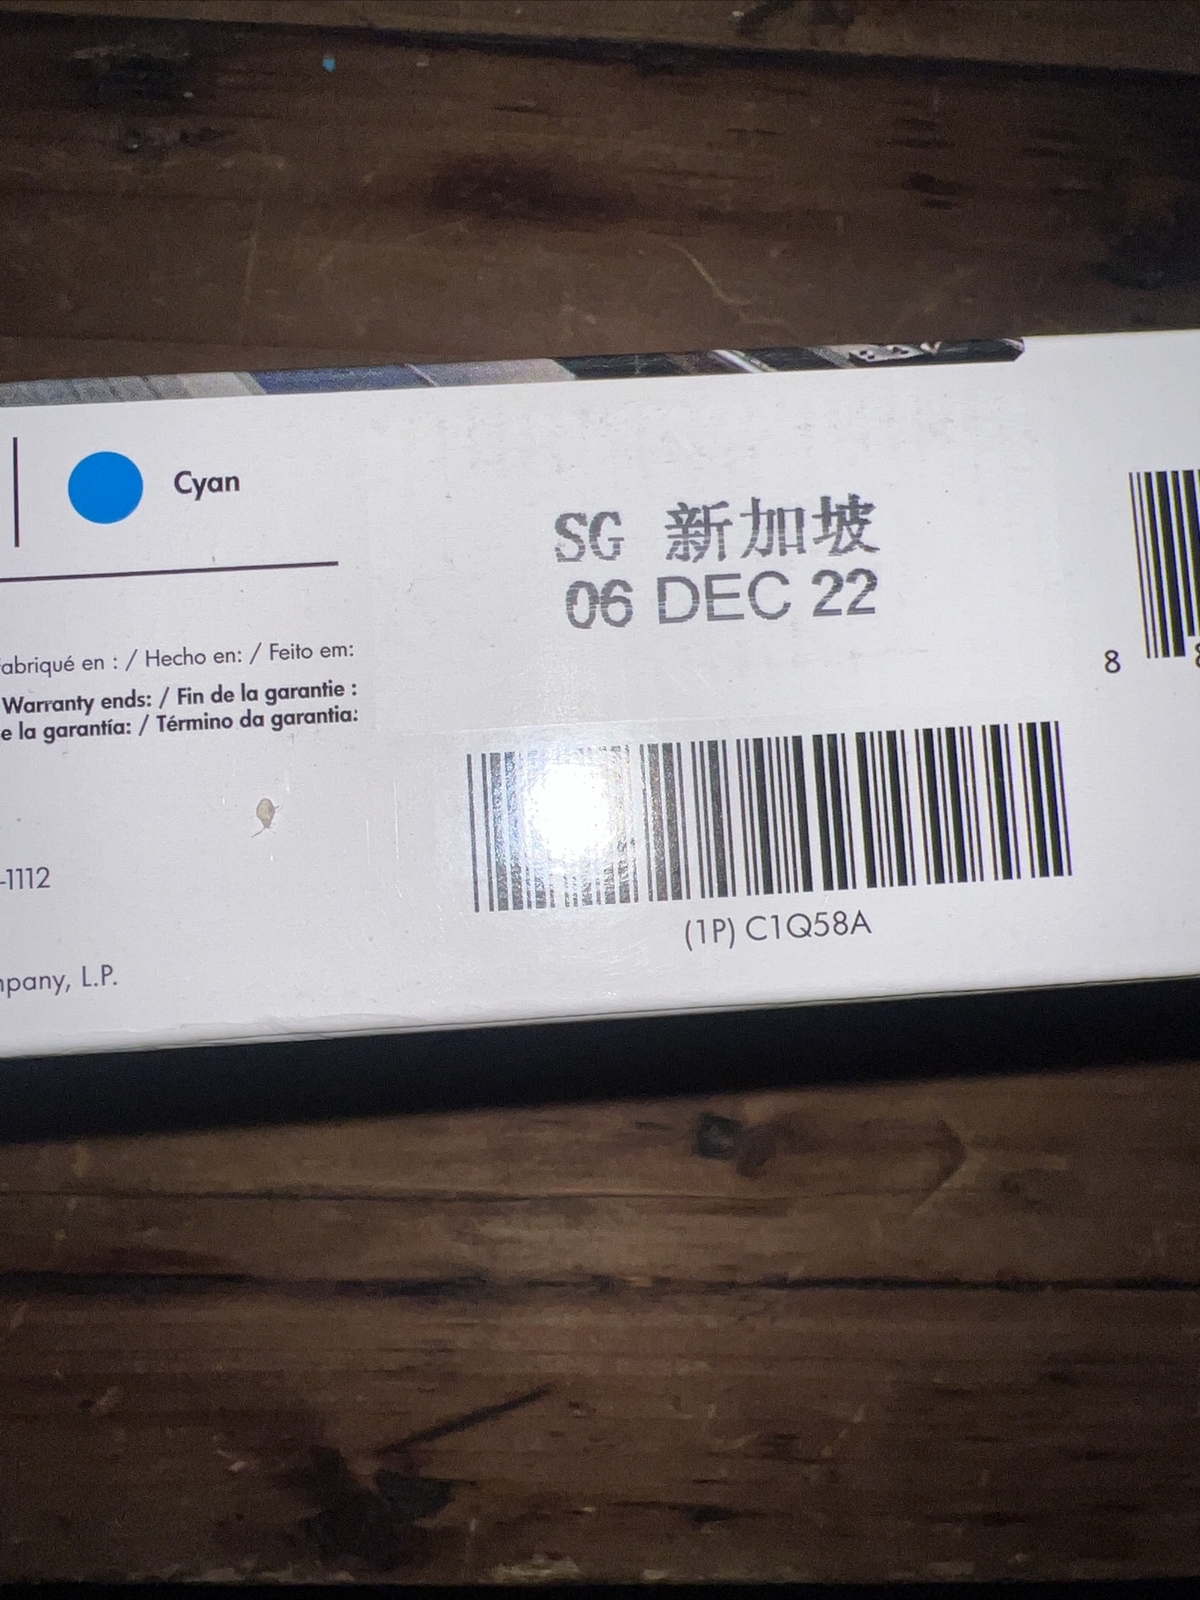 Cyan
SG 新加坡
06 DEC 22
abriqué en : / Hecho en: / Feito em:
Warranty ends: / Fin de la garantie :
e la garantía: / Término da garantia:
8
-1112
(1P) C1Q58A
pany, L.P.